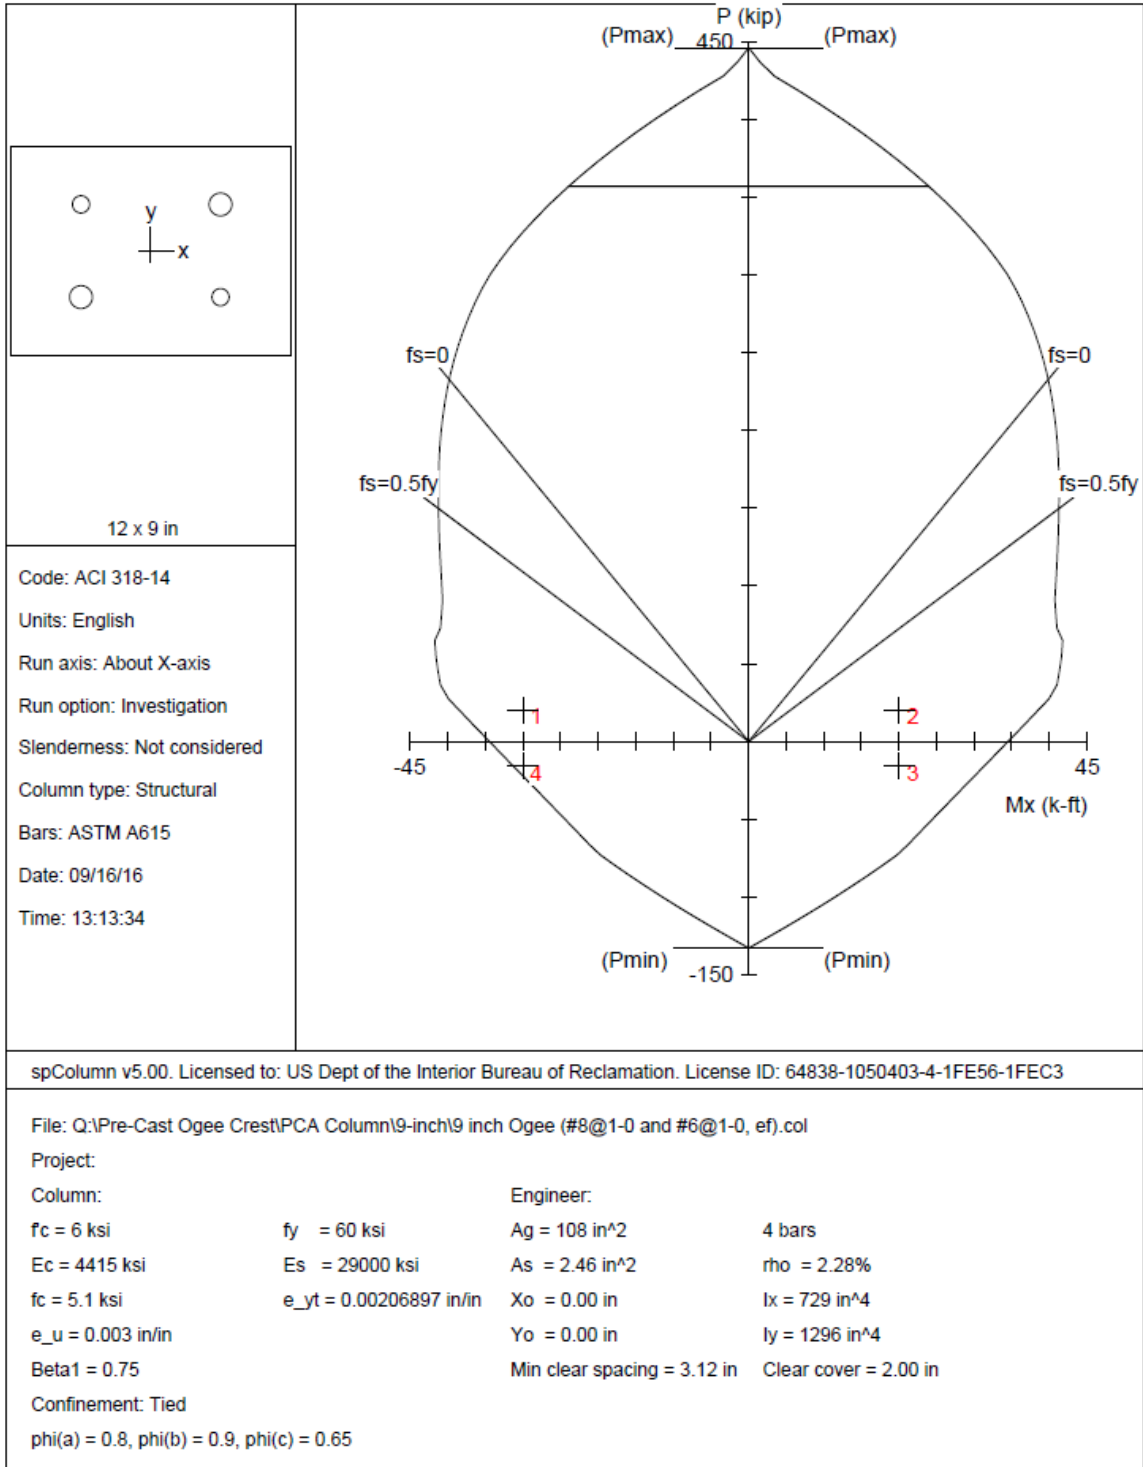 P (kip)
(Pmax) 450 (Pmax)
y
x
fs=0 fs=0
fs=0.5fy fs=0.5fy
12 x 9 in
Code: ACI 318-14
Units: English
Run axis: About X-axis
Run option: Investigation
Slenderness: Not considered
Column type: Structural
Bars: ASTM A615
Date: 09/16/16
Time: 13:13:34
1 2
-45 4 3 45
Mx (k-ft)
(Pmin) -150 (Pmin)
spColumn v5.00. Licensed to: US Dept of the Interior Bureau of Reclamation. License ID: 64838-1050403-4-1FE56-1FEC3
File: Q:\Pre-Cast Ogee Crest\PCA Column\9-inch\9 inch Ogee (#8@1-0 and #6@1-0, ef).col
Project:
Column: Engineer:
f'c = 6 ksi fy = 60 ksi Ag = 108 in^2 4 bars
Ec = 4415 ksi Es = 29000 ksi As = 2.46 in^2 rho = 2.28%
fc = 5.1 ksi e_yt = 0.00206897 in/in Xo = 0.00 in Ix = 729 in^4
e_u = 0.003 in/in Yo = 0.00 in Iy = 1296 in^4
Beta1 = 0.75 Min clear spacing = 3.12 in Clear cover = 2.00 in
Confinement: Tied
phi(a) = 0.8, phi(b) = 0.9, phi(c) = 0.65